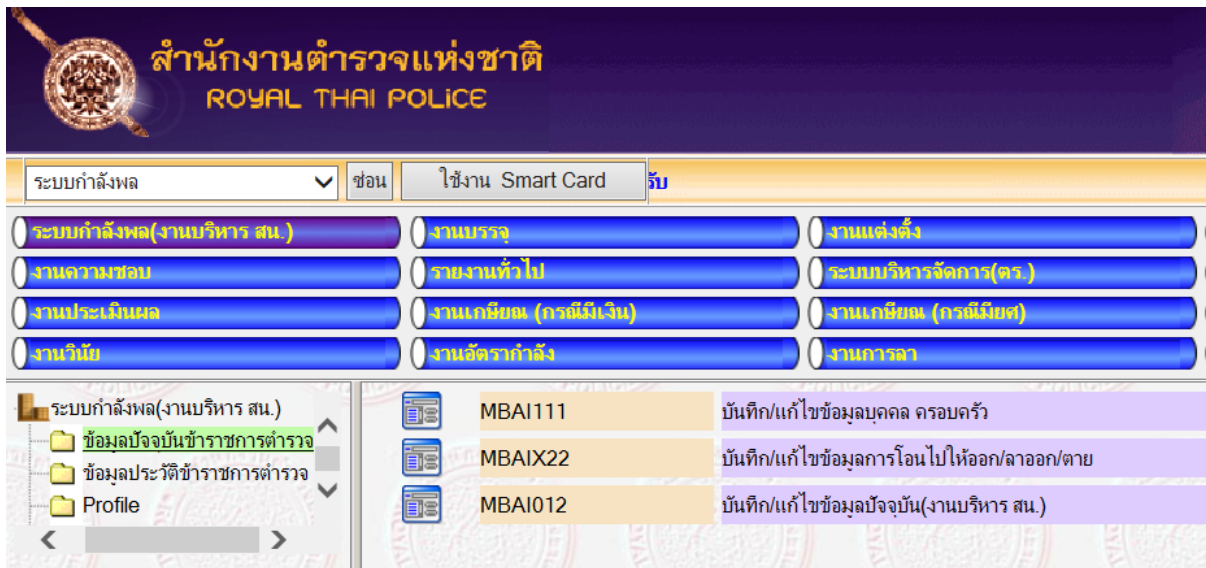 สำนักงานตำรวจแห่งชาติ
ROYAL THAI POLICE
ระบบกำลังพล ซ่อน ใช้งาน Smart Card
ระบบกำลังพล(งานบริหาร สน.) งานบรรจุ งานแต่งตั้ง
งานความชอบ รายงานทั่วไป ระบบบริหารจัดการ(ตร.)
งานประเมินผล งานเกษียณ (กรณีมีเงิน) งานเกษียณ (กรณีมียศ)
งานวินัย งานอัตรากำลัง งานการลา
ระบบกำลังพล(งานบริหาร สน.)
ข้อมูลปัจจุบันข้าราชการตำรวจ
ข้อมูลประวัติข้าราชการตำรวจ
Profile
MBAI111 บันทึก/แก้ไขข้อมูลบุคคล ครอบครัว
MBAIX22 บันทึก/แก้ไขข้อมูลการโอนไปให้ออก/ลาออก/ตาย
MBAI012 บันทึก/แก้ไขข้อมูลปัจจุบัน(งานบริหาร สน.)